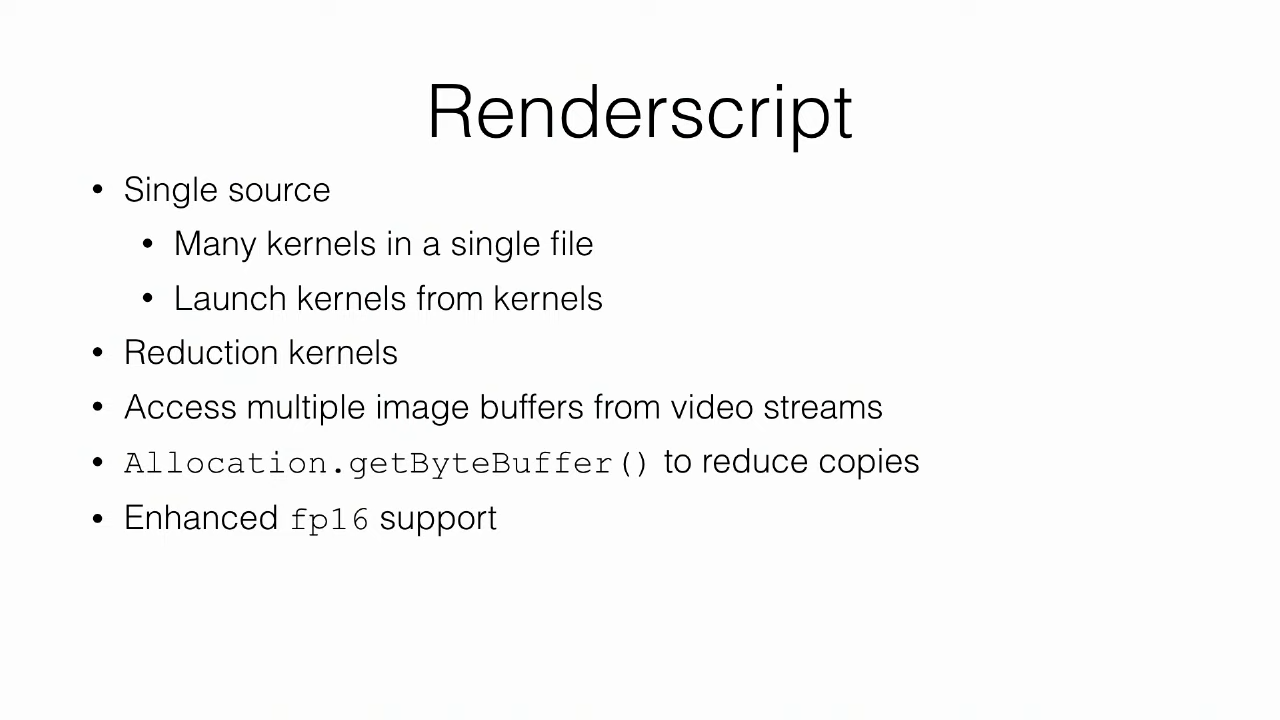 Renderscript
• Single source
• Many kernels in a single file
• Launch kernels from kernels
• Reduction kernels
• Access multiple image buffers from video streams
• Allocation.getByteBuffer() to reduce copies
• Enhanced fp16 support